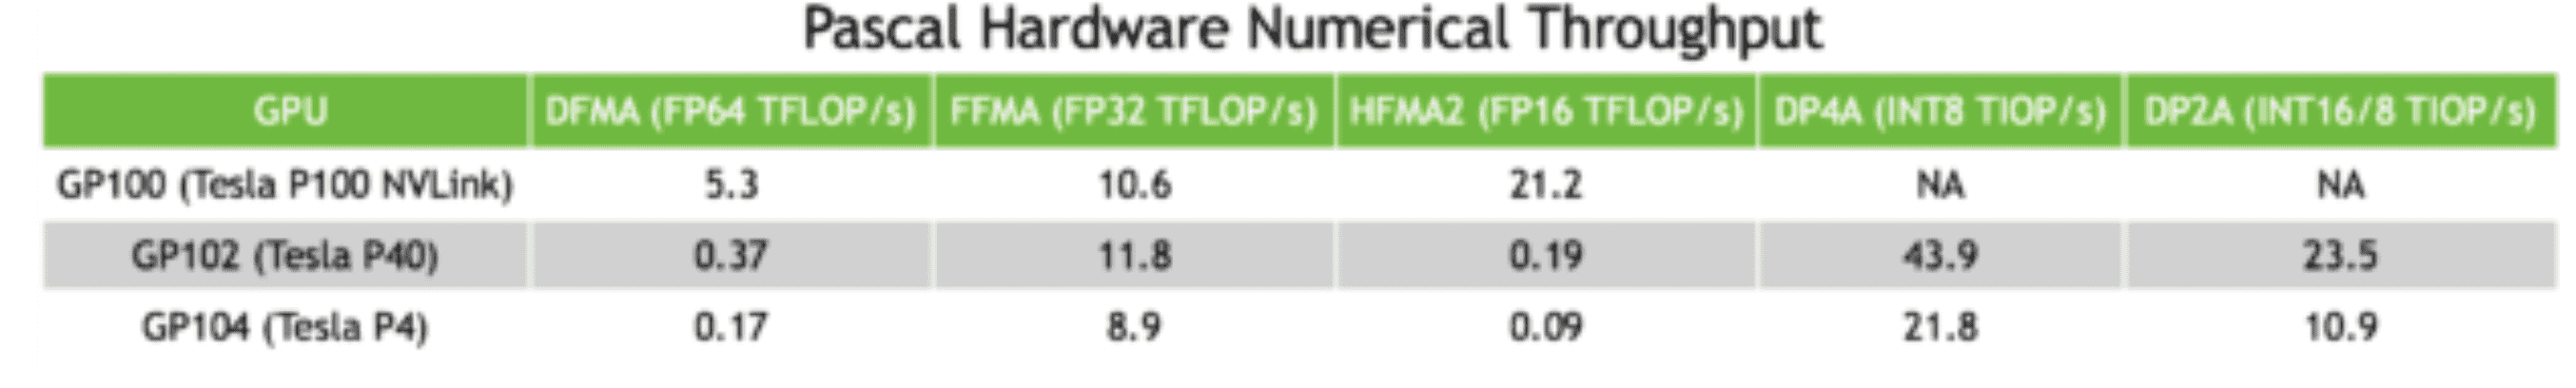 Pascal Hardware Numerical Throughput
GPU DFMA (FP64 TFLOP/s) FFMA (FP32 TFLOP/s) HFMA2 (FP16 TFLOP/s) DP4A (INT8 TIOP/s) DP2A (INT16/8 TIOP/s)
GP100 (Tesla P100 NVLink) 5.3 10.6 21.2 NA NA
GP102 (Tesla P40) 0.37 11.8 0.19 43.9 23.5
GP104 (Tesla P4) 0.17 8.9 0.09 21.8 10.9